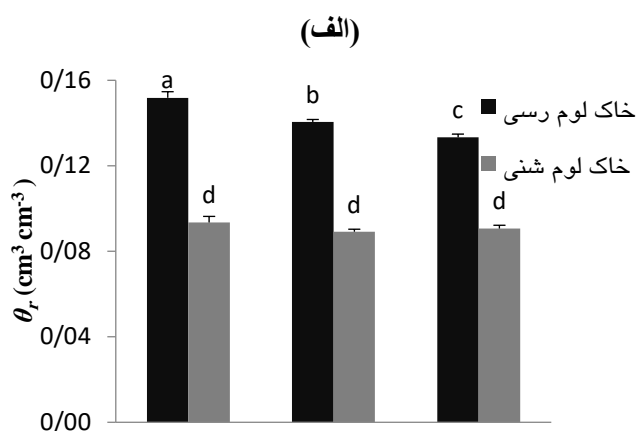 (الف)
0/16
0/12
0/08
0/04
0/00
θr (cm3 cm-3)
a
b
c
d
d
d
خاک لوم رسی
خاک لوم شنی